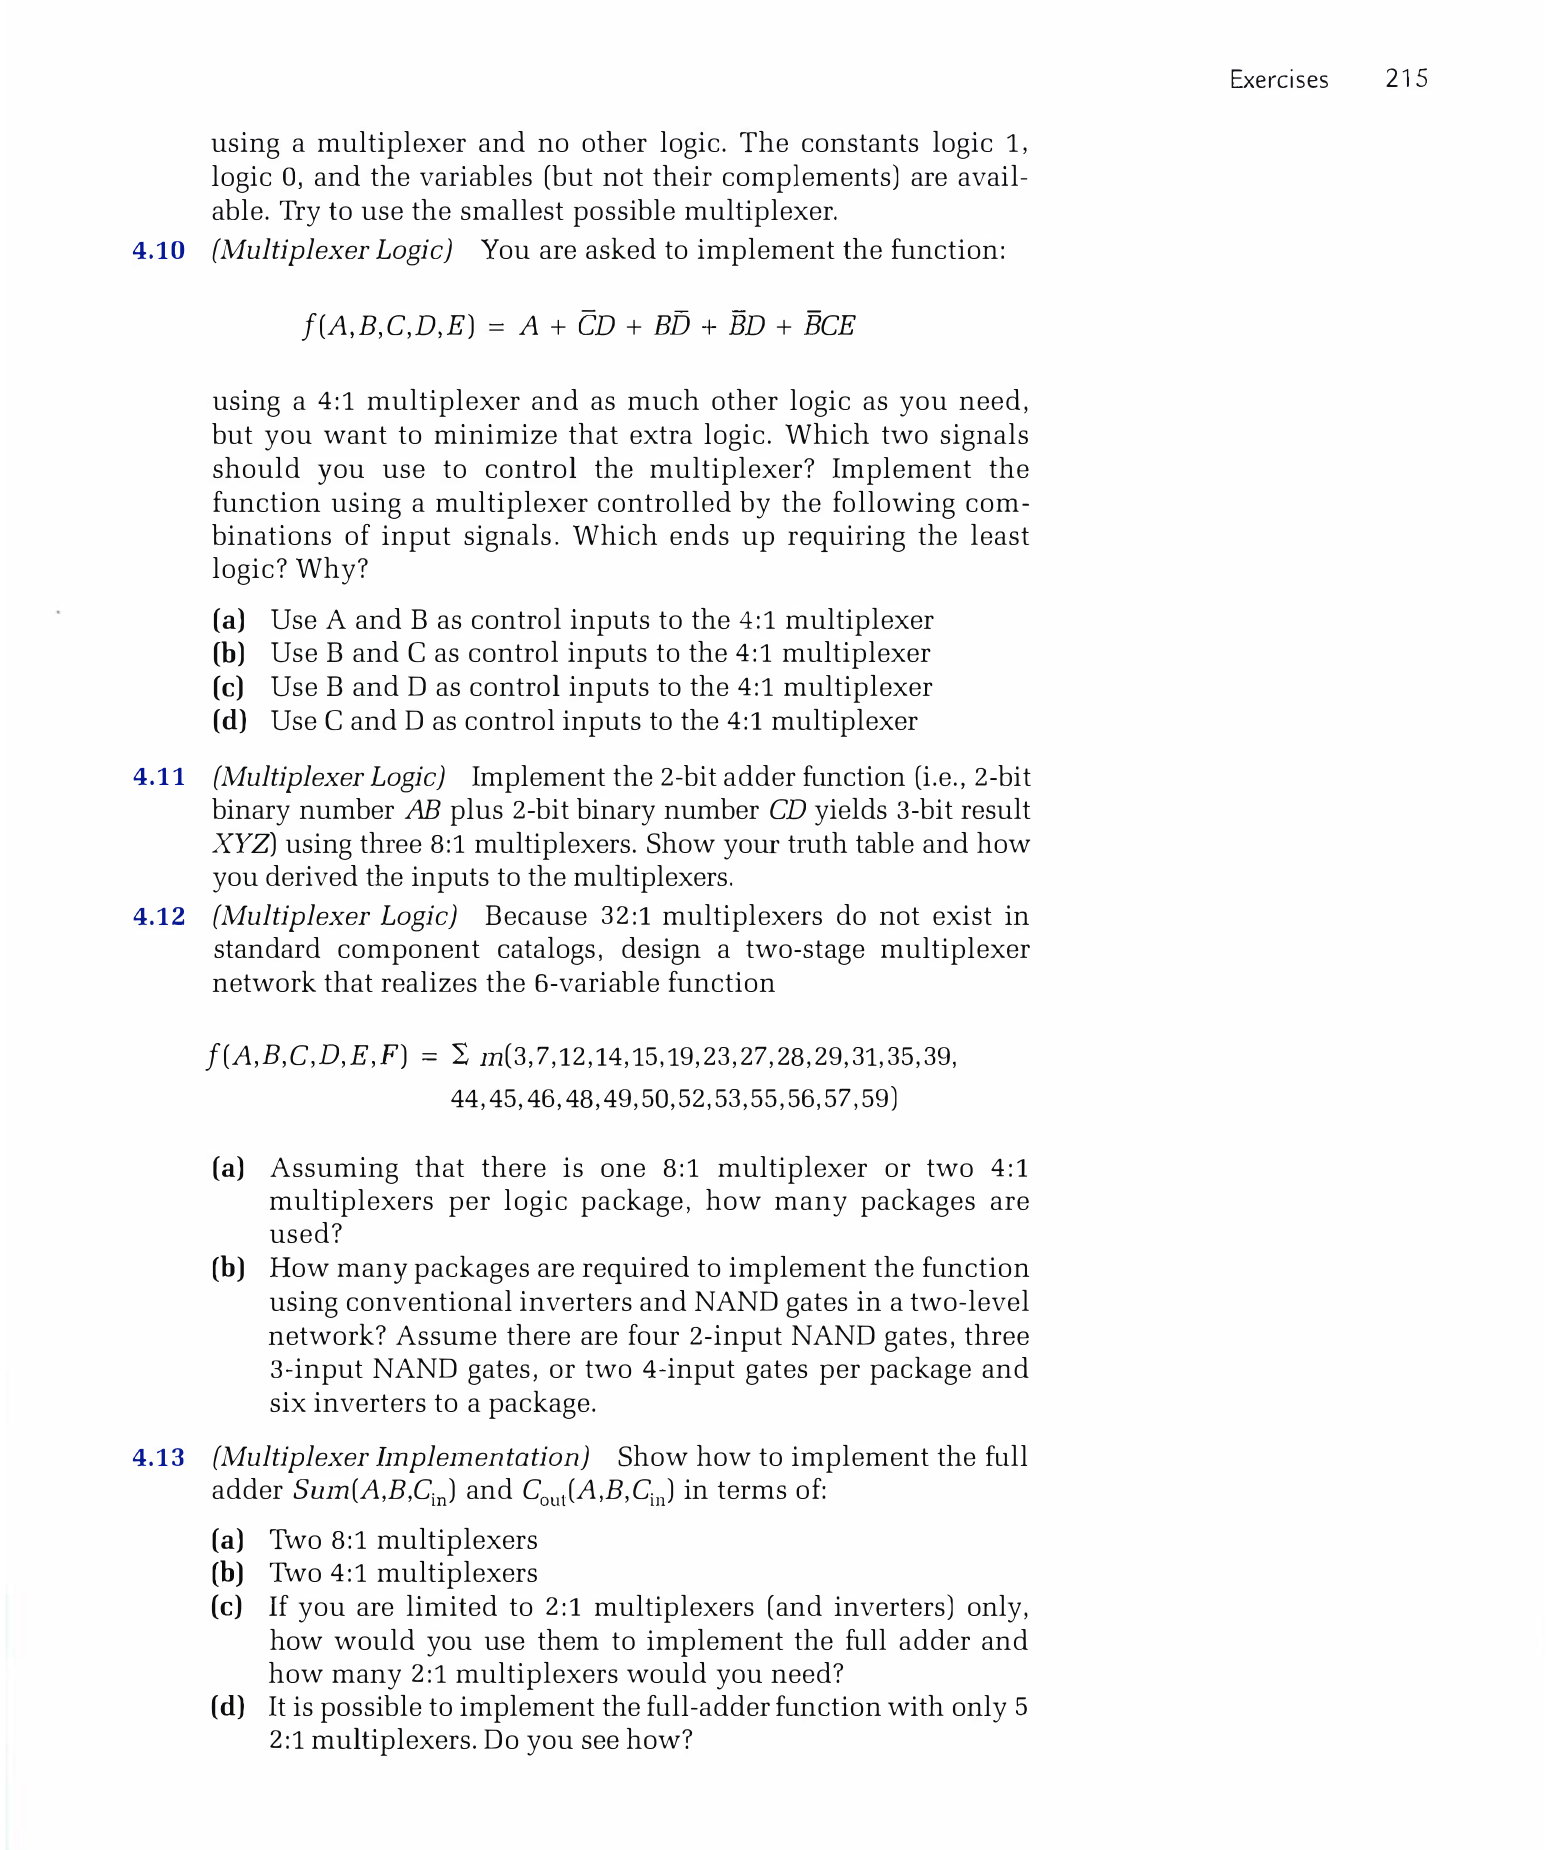 Exercises 215
using a multiplexer and no other logic. The constants logic 1,
logic 0, and the variables (but not their complements) are avail-
able. Try to use the smallest possible multiplexer.
4.10 (Multiplexer Logic) You are asked to implement the function:
f(A,B,C,D,E) = A + C̄D + BD̄ + B̄D + B̄CE
using a 4:1 multiplexer and as much other logic as you need,
but you want to minimize that extra logic. Which two signals
should you use to control the multiplexer? Implement the
function using a multiplexer controlled by the following com-
binations of input signals. Which ends up requiring the least
logic? Why?
(a) Use A and B as control inputs to the 4:1 multiplexer
(b) Use B and C as control inputs to the 4:1 multiplexer
(c) Use B and D as control inputs to the 4:1 multiplexer
(d) Use C and D as control inputs to the 4:1 multiplexer
4.11 (Multiplexer Logic) Implement the 2-bit adder function (i.e., 2-bit
binary number AB plus 2-bit binary number CD yields 3-bit result
XYZ) using three 8:1 multiplexers. Show your truth table and how
you derived the inputs to the multiplexers.
4.12 (Multiplexer Logic) Because 32:1 multiplexers do not exist in
standard component catalogs, design a two-stage multiplexer
network that realizes the 6-variable function
f(A,B,C,D,E,F) = Σ m(3,7,12,14,15,19,23,27,28,29,31,35,39,
44,45,46,48,49,50,52,53,55,56,57,59)
(a) Assuming that there is one 8:1 multiplexer or two 4:1
multiplexers per logic package, how many packages are
used?
(b) How many packages are required to implement the function
using conventional inverters and NAND gates in a two-level
network? Assume there are four 2-input NAND gates, three
3-input NAND gates, or two 4-input gates per package and
six inverters to a package.
4.13 (Multiplexer Implementation) Show how to implement the full
adder Sum(A,B,C_in) and C_out(A,B,C_in) in terms of:
(a) Two 8:1 multiplexers
(b) Two 4:1 multiplexers
(c) If you are limited to 2:1 multiplexers (and inverters) only,
how would you use them to implement the full adder and
how many 2:1 multiplexers would you need?
(d) It is possible to implement the full-adder function with only 5
2:1 multiplexers. Do you see how?